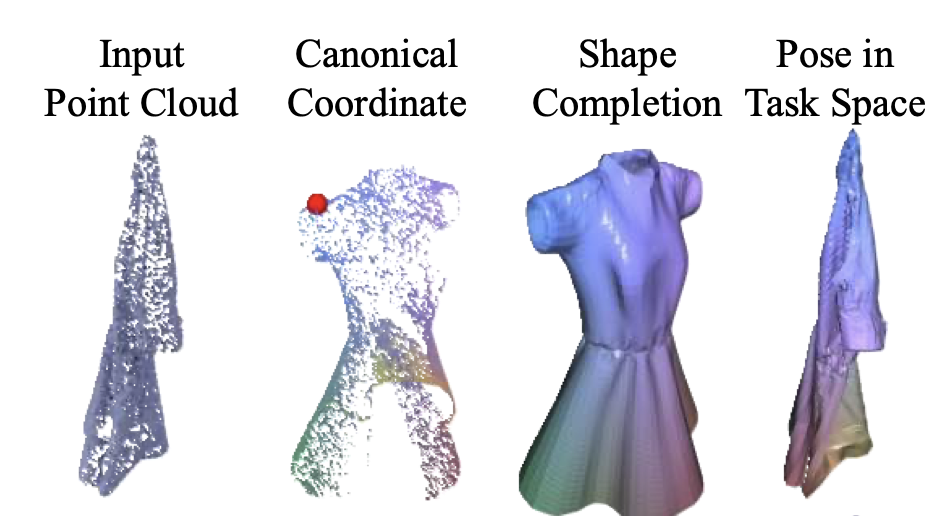 Input
Point Cloud
Canonical
Coordinate
Shape
Completion
Pose in
Task Space